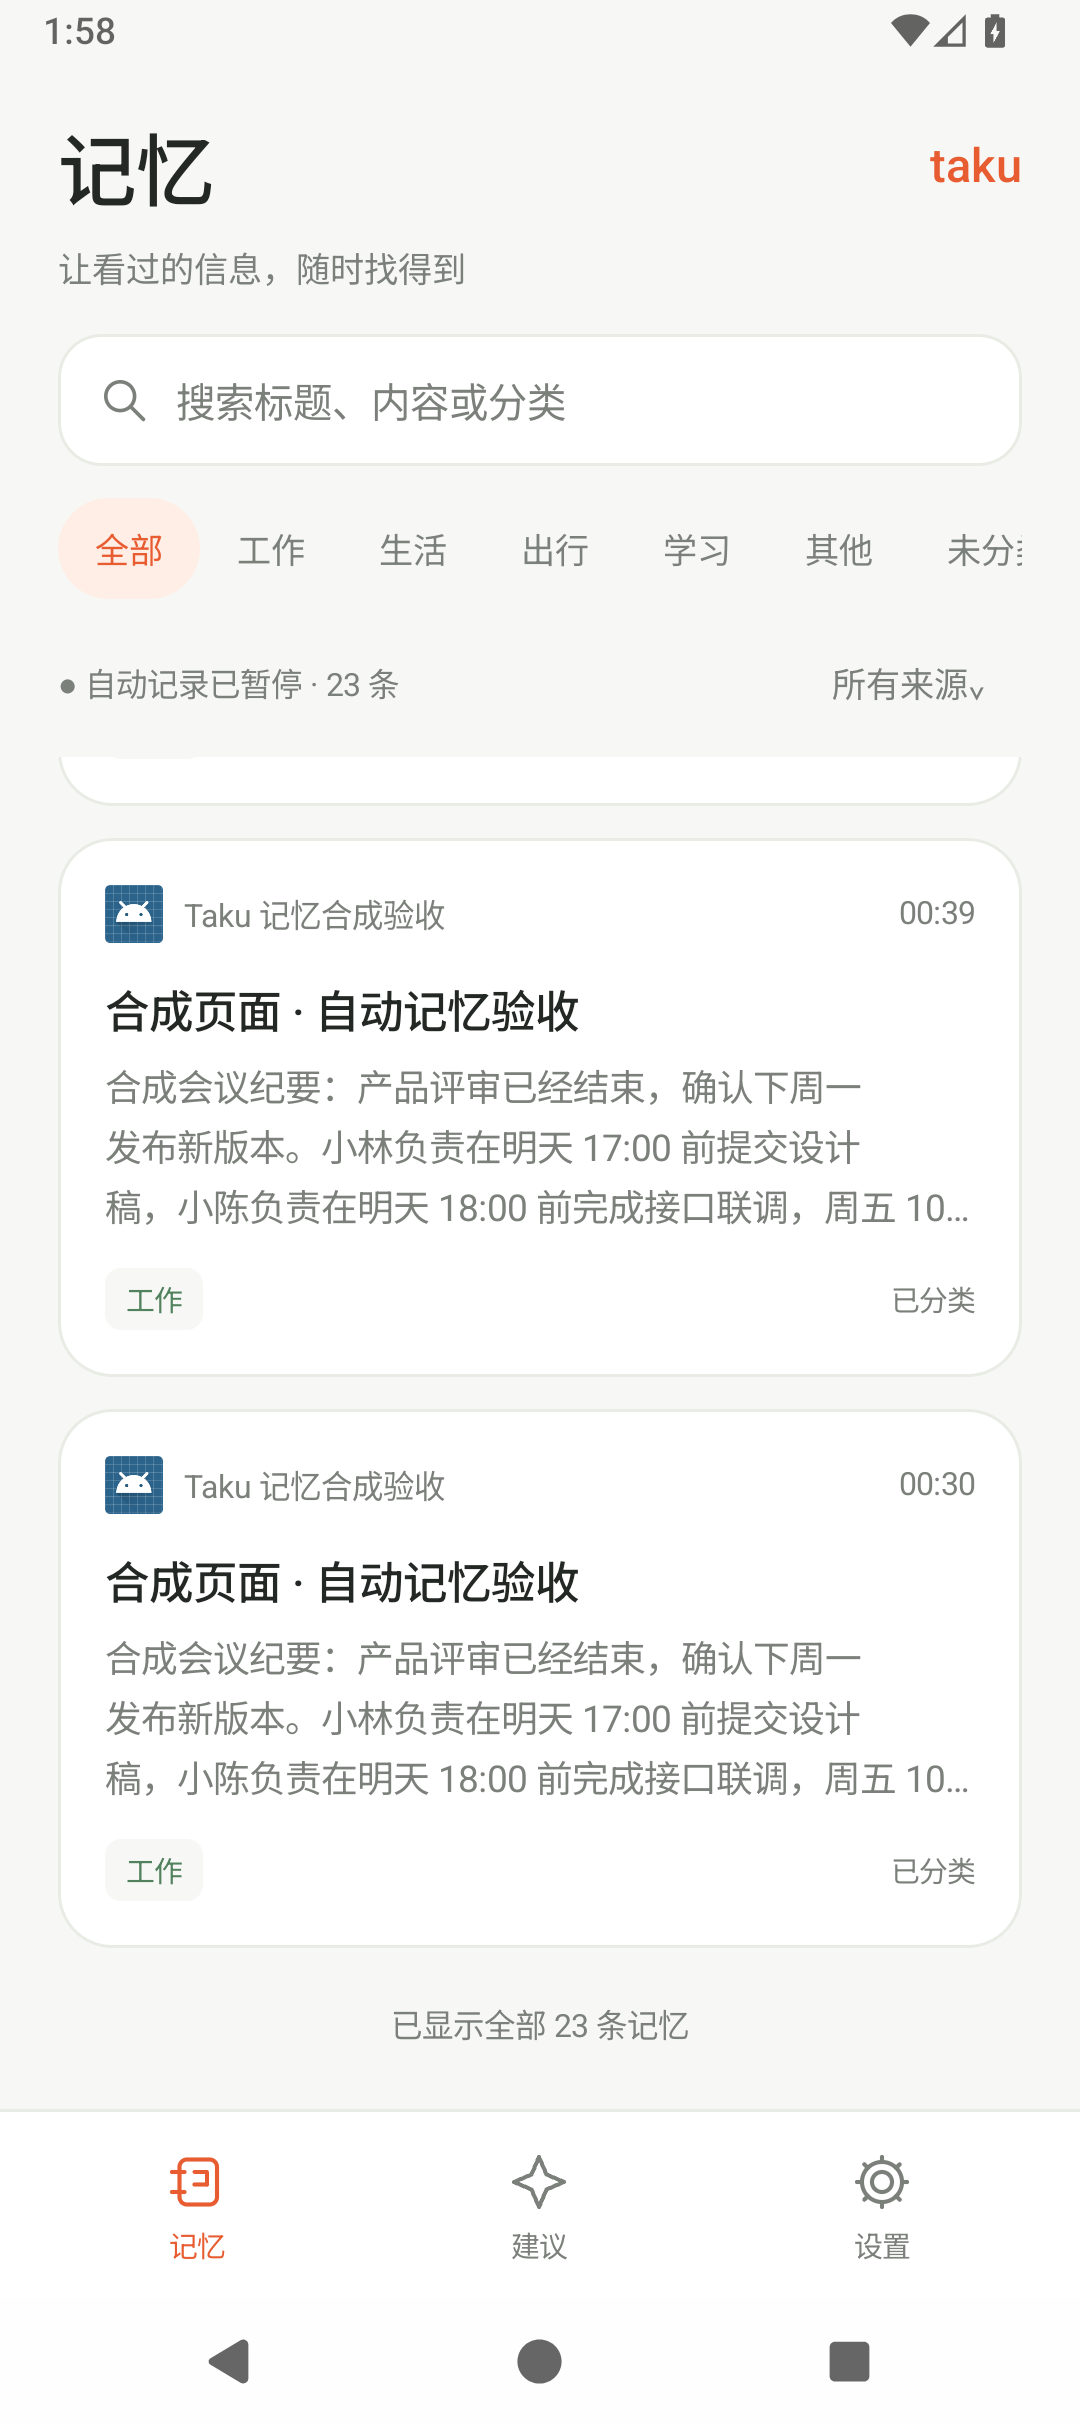 1:58
记忆
taku
让看过的信息，随时找得到
搜索标题、内容或分类
全部 工作 生活 出行 学习 其他 未分
自动记录已暂停 · 23 条
所有来源
Taku 记忆合成验收
00:39
合成页面 · 自动记忆验收
合成会议纪要：产品评审已经结束，确认下周一
发布新版本。小林负责在明天 17:00 前提交设计
稿，小陈负责在明天 18:00 前完成接口联调，周五 10...
工作
已分类
Taku 记忆合成验收
00:30
合成页面 · 自动记忆验收
合成会议纪要：产品评审已经结束，确认下周一
发布新版本。小林负责在明天 17:00 前提交设计
稿，小陈负责在明天 18:00 前完成接口联调，周五 10...
工作
已分类
已显示全部 23 条记忆
记忆 建议 设置